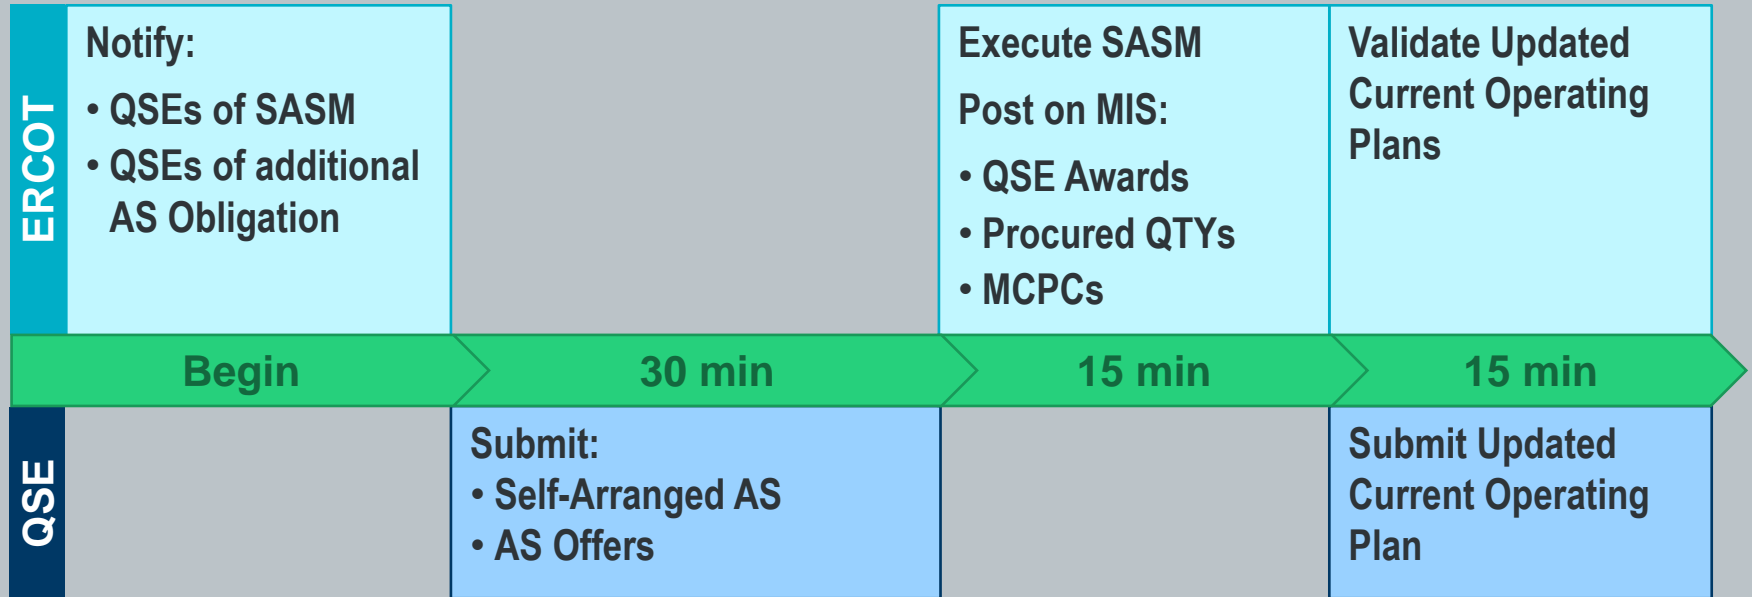 ERCOT
Notify:
• QSEs of SASM
• QSEs of additional
AS Obligation
Execute SASM
Post on MIS:
• QSE Awards
• Procured QTYs
• MCPCs
Validate Updated
Current Operating
Plans
Begin
30 min
15 min
15 min
QSE
Submit:
• Self-Arranged AS
• AS Offers
Submit Updated
Current Operating
Plan